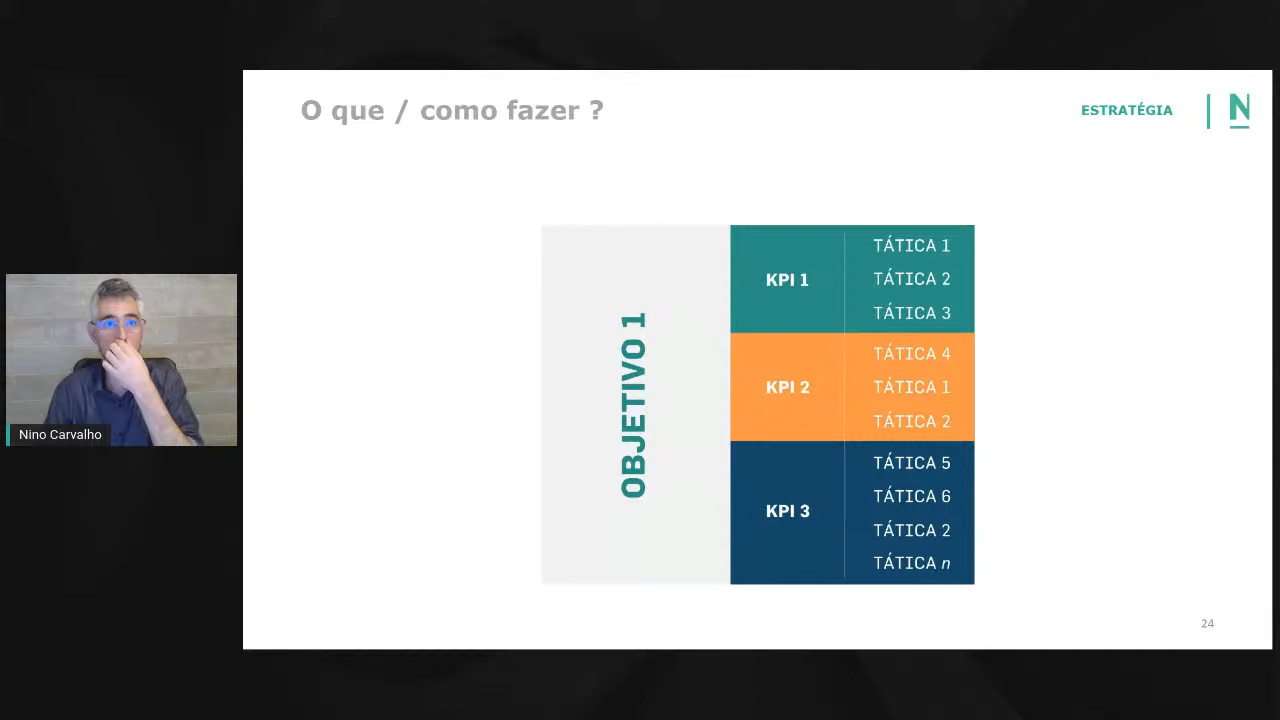 O que / como fazer ?
ESTRATÉGIA
N
OBJETIVO 1
KPI 1
TÁTICA 1
TÁTICA 2
TÁTICA 3
KPI 2
TÁTICA 4
TÁTICA 1
TÁTICA 2
KPI 3
TÁTICA 5
TÁTICA 6
TÁTICA 2
TÁTICA n
Nino Carvalho
24